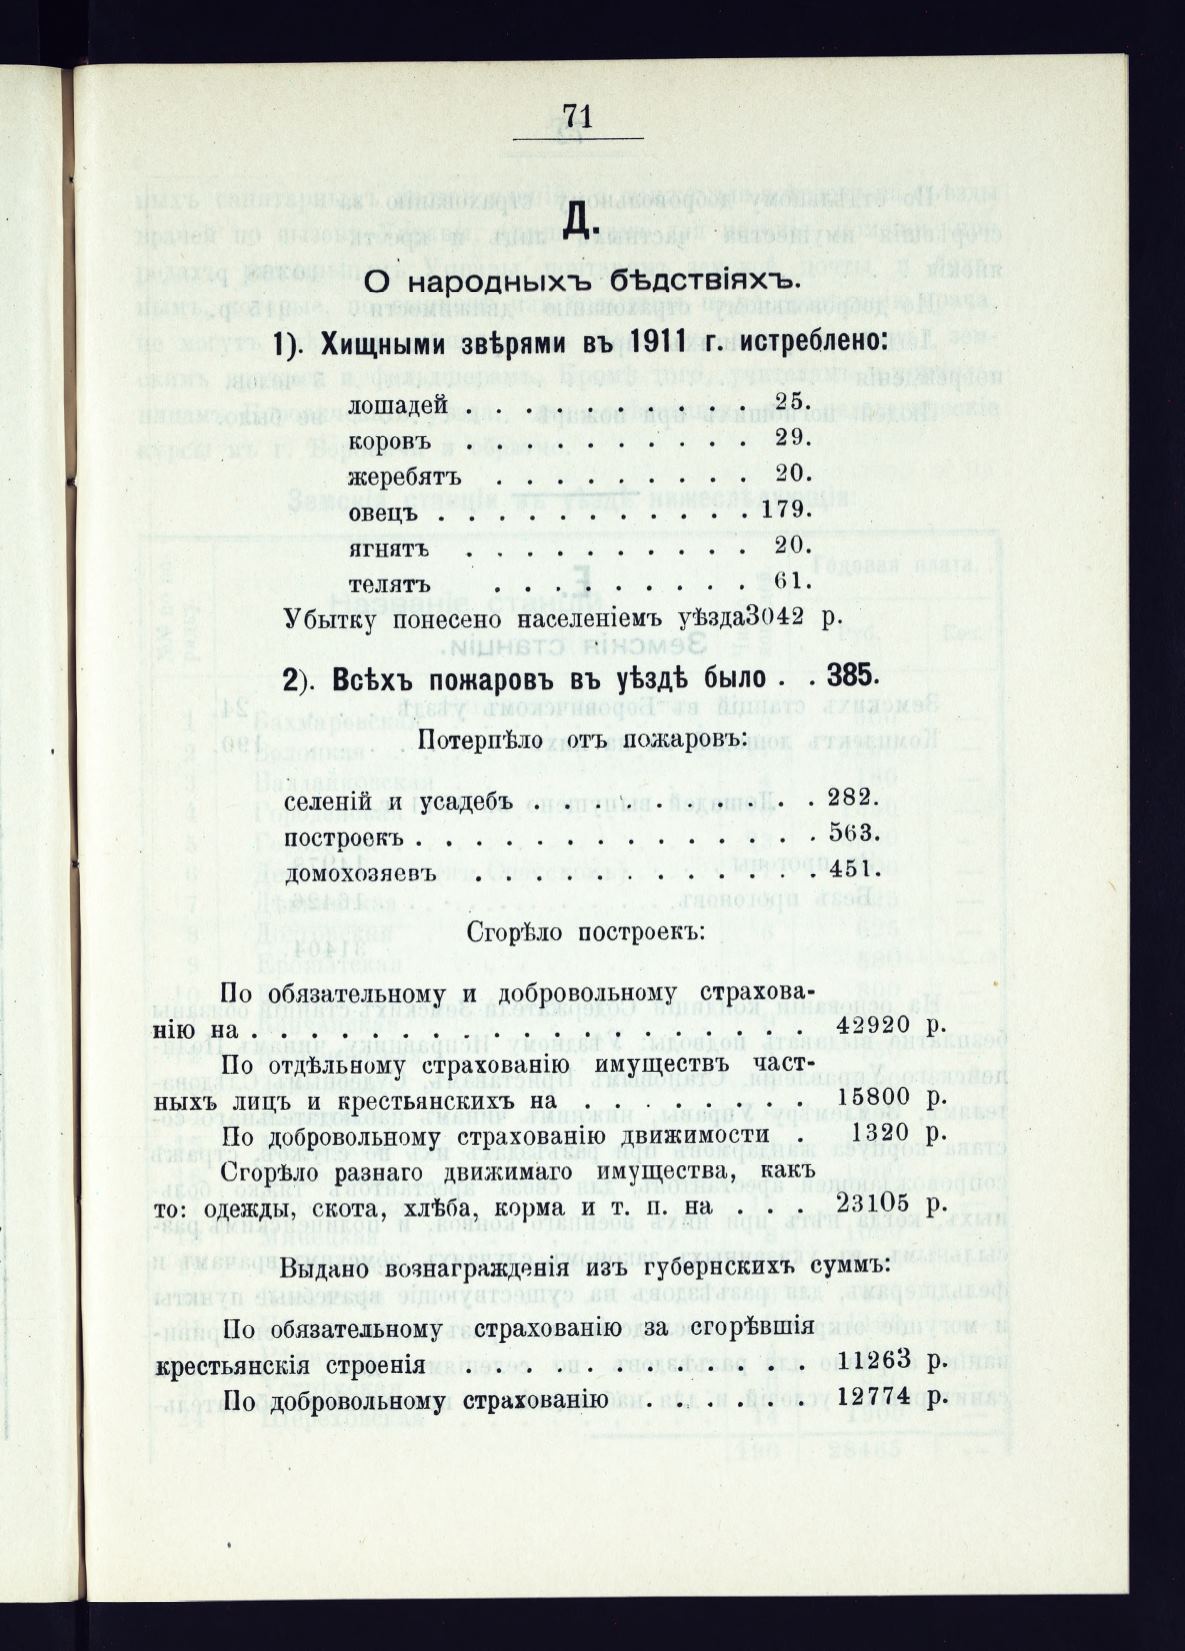 71
Д.
О народныхъ бѣдствіяхъ.
1). Хищными звѣрями въ 1911 г. истреблено:
лошадей . . . . . . . . . . 25.
коровъ . . . . . . . . . . 29.
жеребятъ . . . . . . . . . 20.
овецъ . . . . . . . . . . . 179.
ягнятъ . . . . . . . . . . 20.
телятъ . . . . . . . . . 61.
Убытку понесено населеніемъ уѣзда3042 р.
2). Всѣхъ пожаровъ въ уѣздѣ было . . 385.
Потерпѣло отъ пожаровъ:
селеній и усадебъ . . . . . . . . . . 282.
построекъ . . . . . . . . . . . . . . 563.
домохозяевъ . . . . . . . . . . . . 451.
Сгорѣло построекъ:
По обязательному и добровольному страхова-
нію на . . . . . . . . . . . . . . . . . . . 42920 р.
По отдѣльному страхованію имуществъ част-
ныхъ лицъ и крестьянскихъ на . . . . . . . . 15800 р.
По добровольному страхованію движимости . 1320 р.
Сгорѣло разнаго движимаго имущества, какъ
то: одежды, скота, хлѣба, корма и т. п. на . . . 23105 р.
Выдано вознагражденія изъ губернскихъ суммъ:
По обязательному страхованію за сгорѣвшія
крестьянскія строенія . . . . . . . . . . . . 11263 р.
По добровольному страхованію . . . . . . 12774 р.